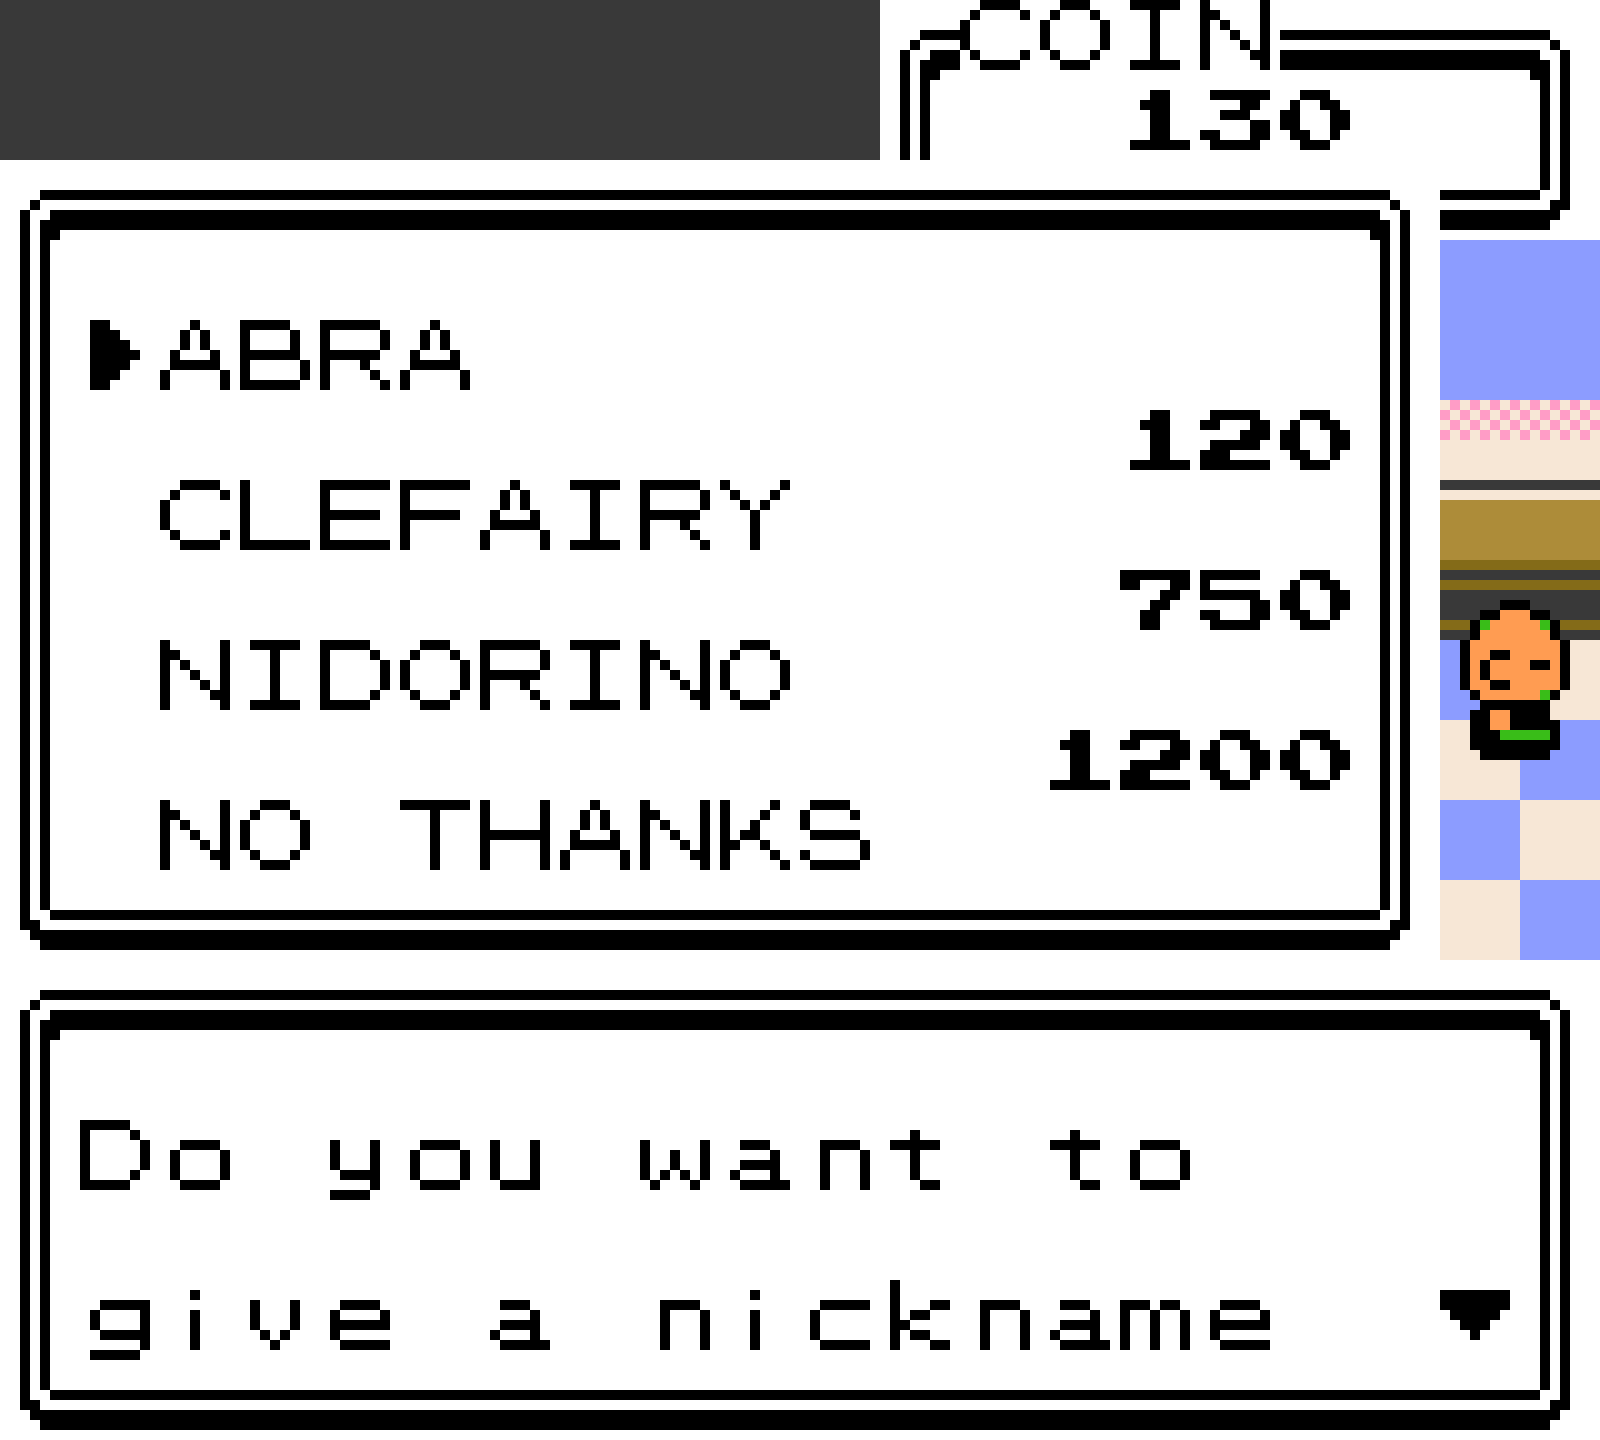 COIN
130
▶ABRA
120
CLEFAIRY
750
NIDORINO
1200
NO THANKS
Do you want to
give a nickname